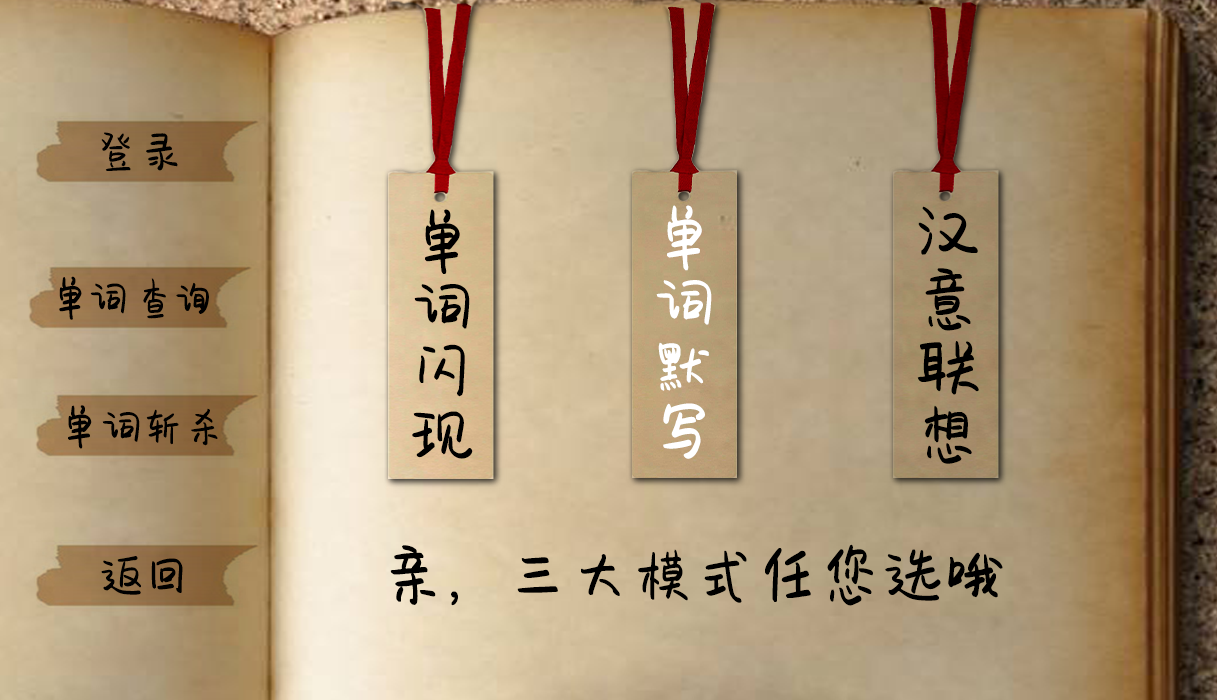 登录
单词查询
单词斩杀
返回
单词闪现
单词默写
汉意联想
亲，三大模式任您选哦